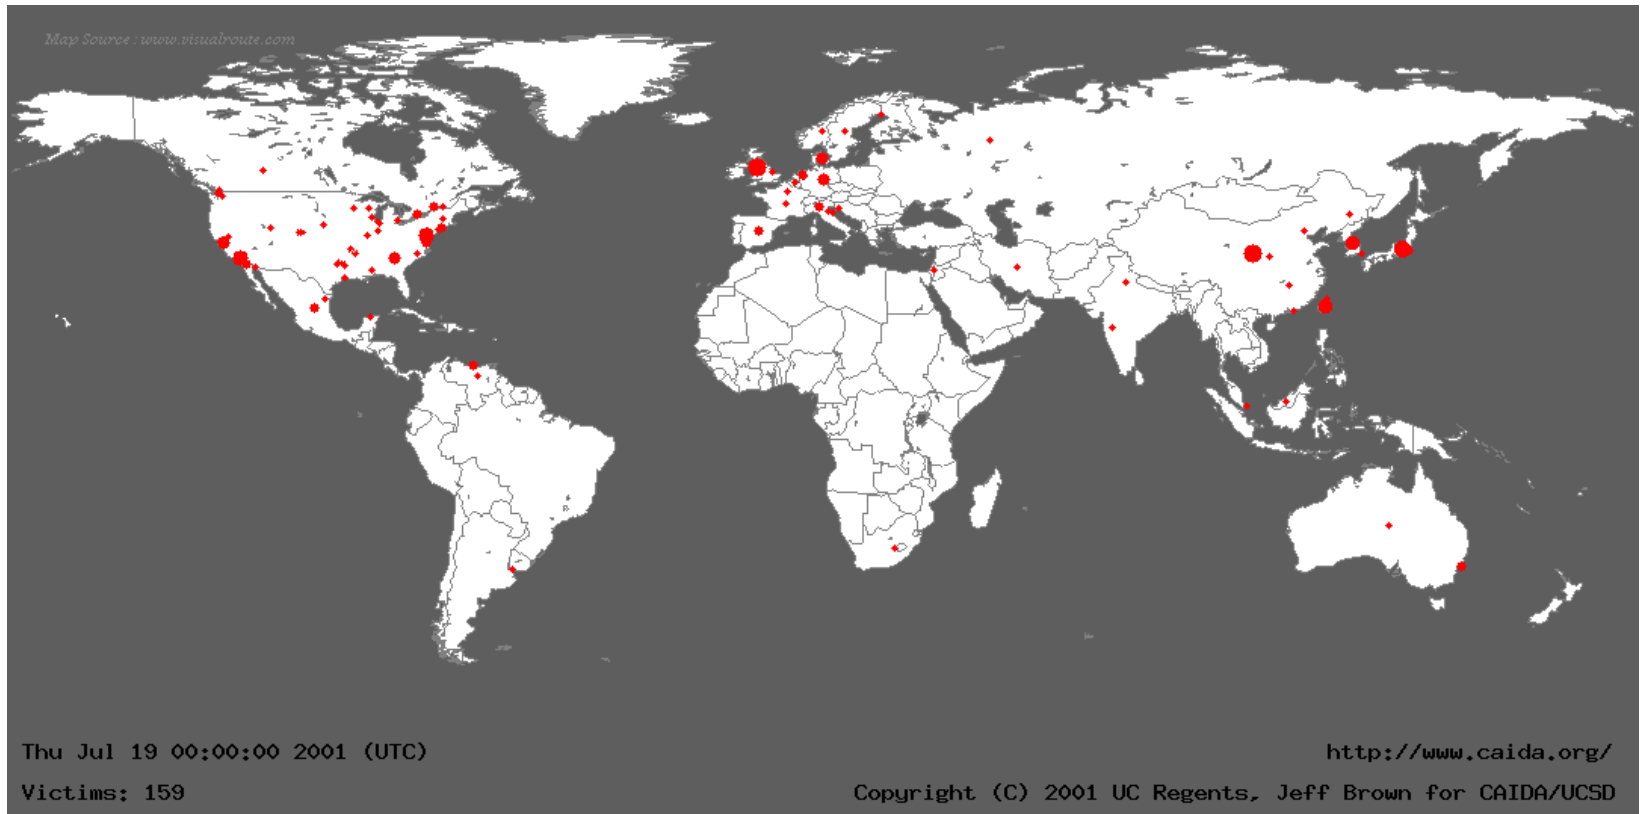 Map Source : www.visualroute.com
Thu Jul 19 00:00:00 2001 (UTC)
http://www.caida.org/
Victims: 159
Copyright (C) 2001 UC Regents, Jeff Brown for CAIDA/UCSD